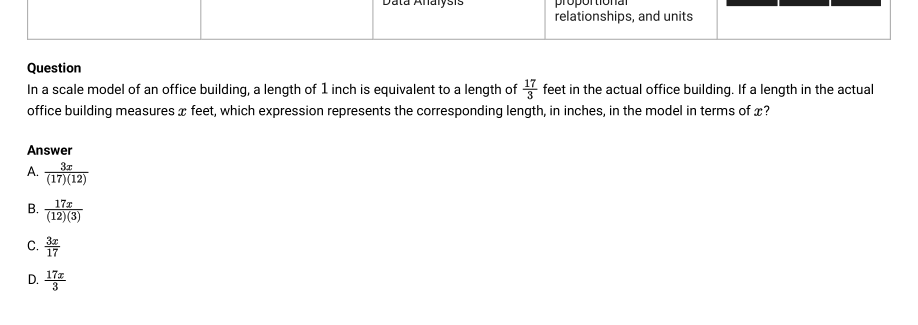 Data Analysis
proportional
relationships, and units
Question
In a scale model of an office building, a length of 1 inch is equivalent to a length of 17/3 feet in the actual office building. If a length in the actual
office building measures x feet, which expression represents the corresponding length, in inches, in the model in terms of x?
Answer
A. 3x/(17)(12)
B. 17x/(12)(3)
C. 3x/17
D. 17x/3